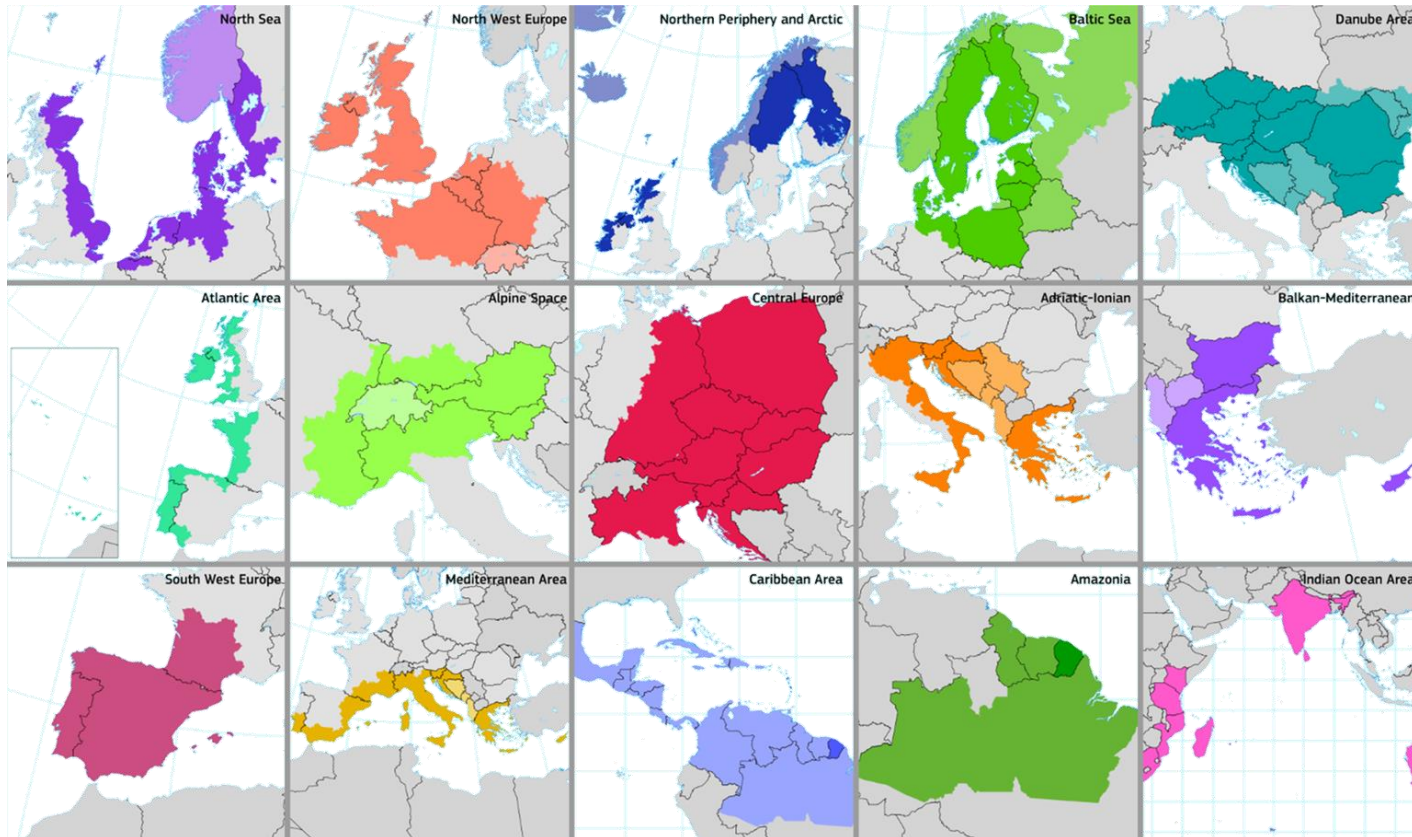 North Sea
North West Europe
Northern Periphery and Arctic
Baltic Sea
Danube Area
Atlantic Area
Alpine Space
Central Europe
Adriatic-Ionian
Balkan-Mediterranean
South West Europe
Mediterranean Area
Caribbean Area
Amazonia
Indian Ocean Area